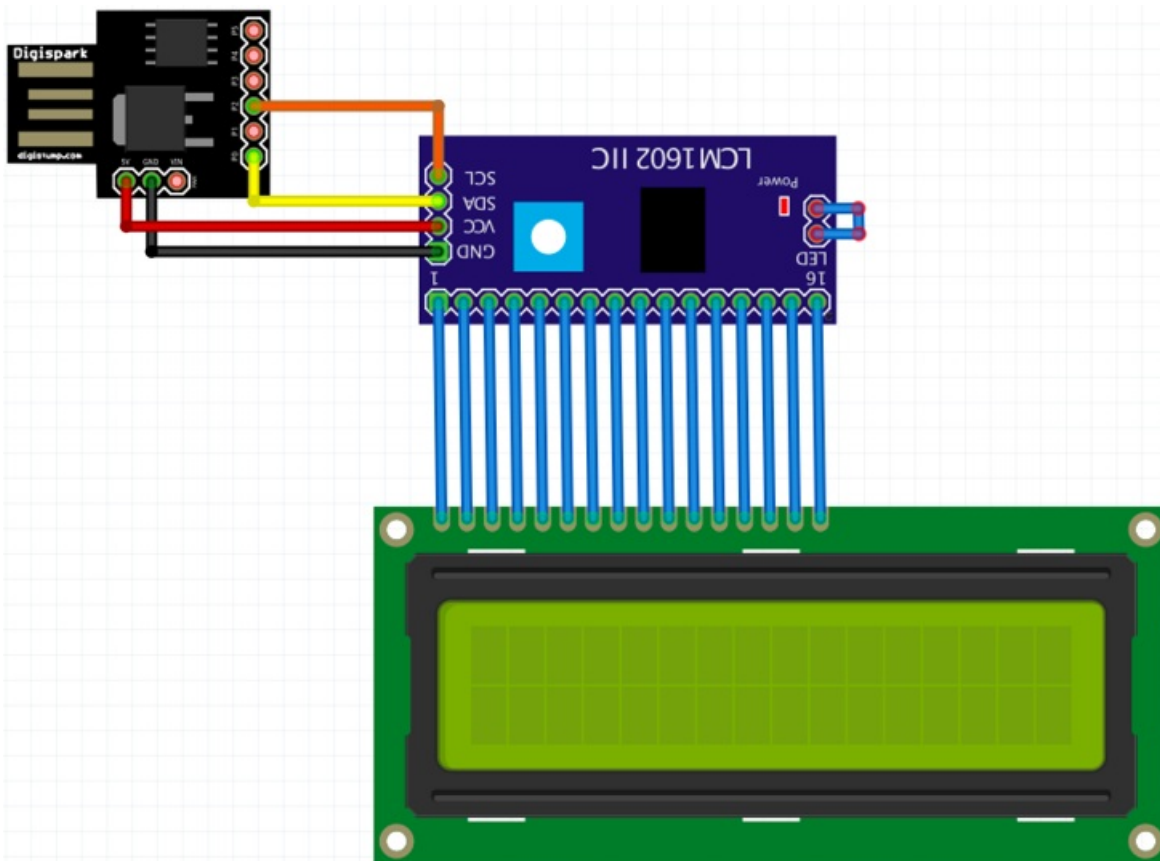 Digispark
digistump.com
P5
P4
P3
P2
P1
P0
5V GND VIN
LCM1602 IIC
SCL
SDA
VCC
GND
Power
LED
1
16